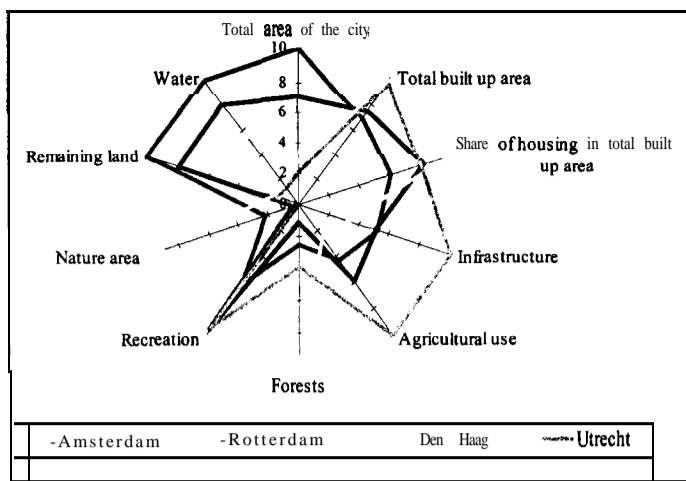 Total area of the city
10
Water
8
Total built up area
6
4
Share of housing in total built
up area
Remaining land
2
0
Nature area
Infrastructure
Recreation
Agricultural use
Forests
-Amsterdam -Rotterdam Den Haag Utrecht